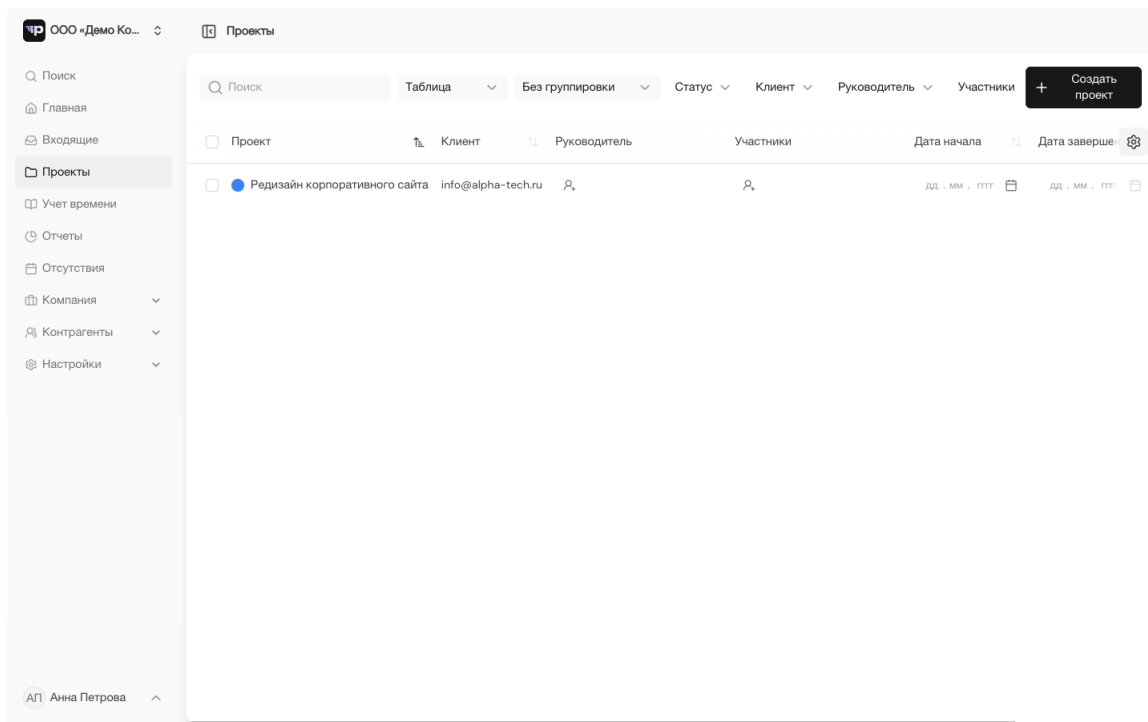 ООО «Демо Ко...
Проекты
Поиск
Главная
Входящие
Проекты
Учет времени
Отчеты
Отсутствия
Компания
Контрагенты
Настройки
АП Анна Петрова
Поиск
Таблица
Без группировки
Статус
Клиент
Руководитель
Участники
+ Создать
проект
Проект
Клиент
Руководитель
Участники
Дата начала
Дата заверше
Редизайн корпоративного сайта
info@alpha-tech.ru
дд . мм . гггг
дд . мм . гггг